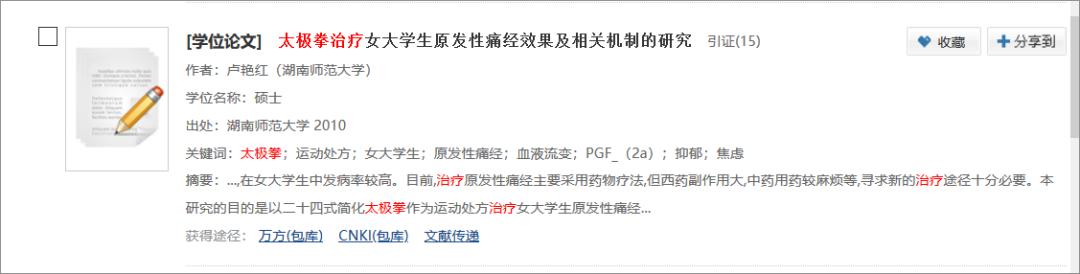 [学位论文] 太极拳治疗女大学生原发性痛经效果及相关机制的研究 引证(15) 收藏 分享到
作者：卢艳红（湖南师范大学）
学位名称：硕士
出处：湖南师范大学 2010
关键词：太极拳；运动处方；女大学生；原发性痛经；血液流变；PGF_（2a）；抑郁；焦虑
摘要：...,在女大学生中发病率较高。目前,治疗原发性痛经主要采用药物疗法,但西药副作用大,中药用药较麻烦等,寻求新的治疗途径十分必要。本
研究的目的是以二十四式简化太极拳作为运动处方治疗女大学生原发性痛经...
获得途径： 万方(包库) CNKI(包库) 文献传递